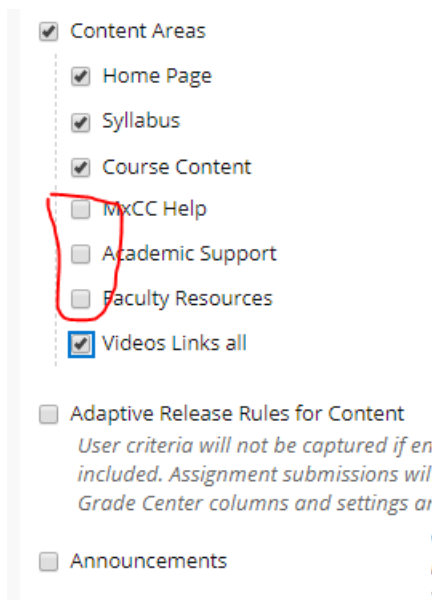 Content Areas
Home Page
Syllabus
Course Content
MxCC Help
Academic Support
Faculty Resources
Videos Links all
Adaptive Release Rules for Content
User criteria will not be captured if en
included. Assignment submissions wil
Grade Center columns and settings ar
Announcements